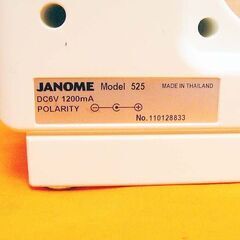 JANOME Model 525 MADE IN THAILAND
DC6V 1200mA
POLARITY
No.110128833